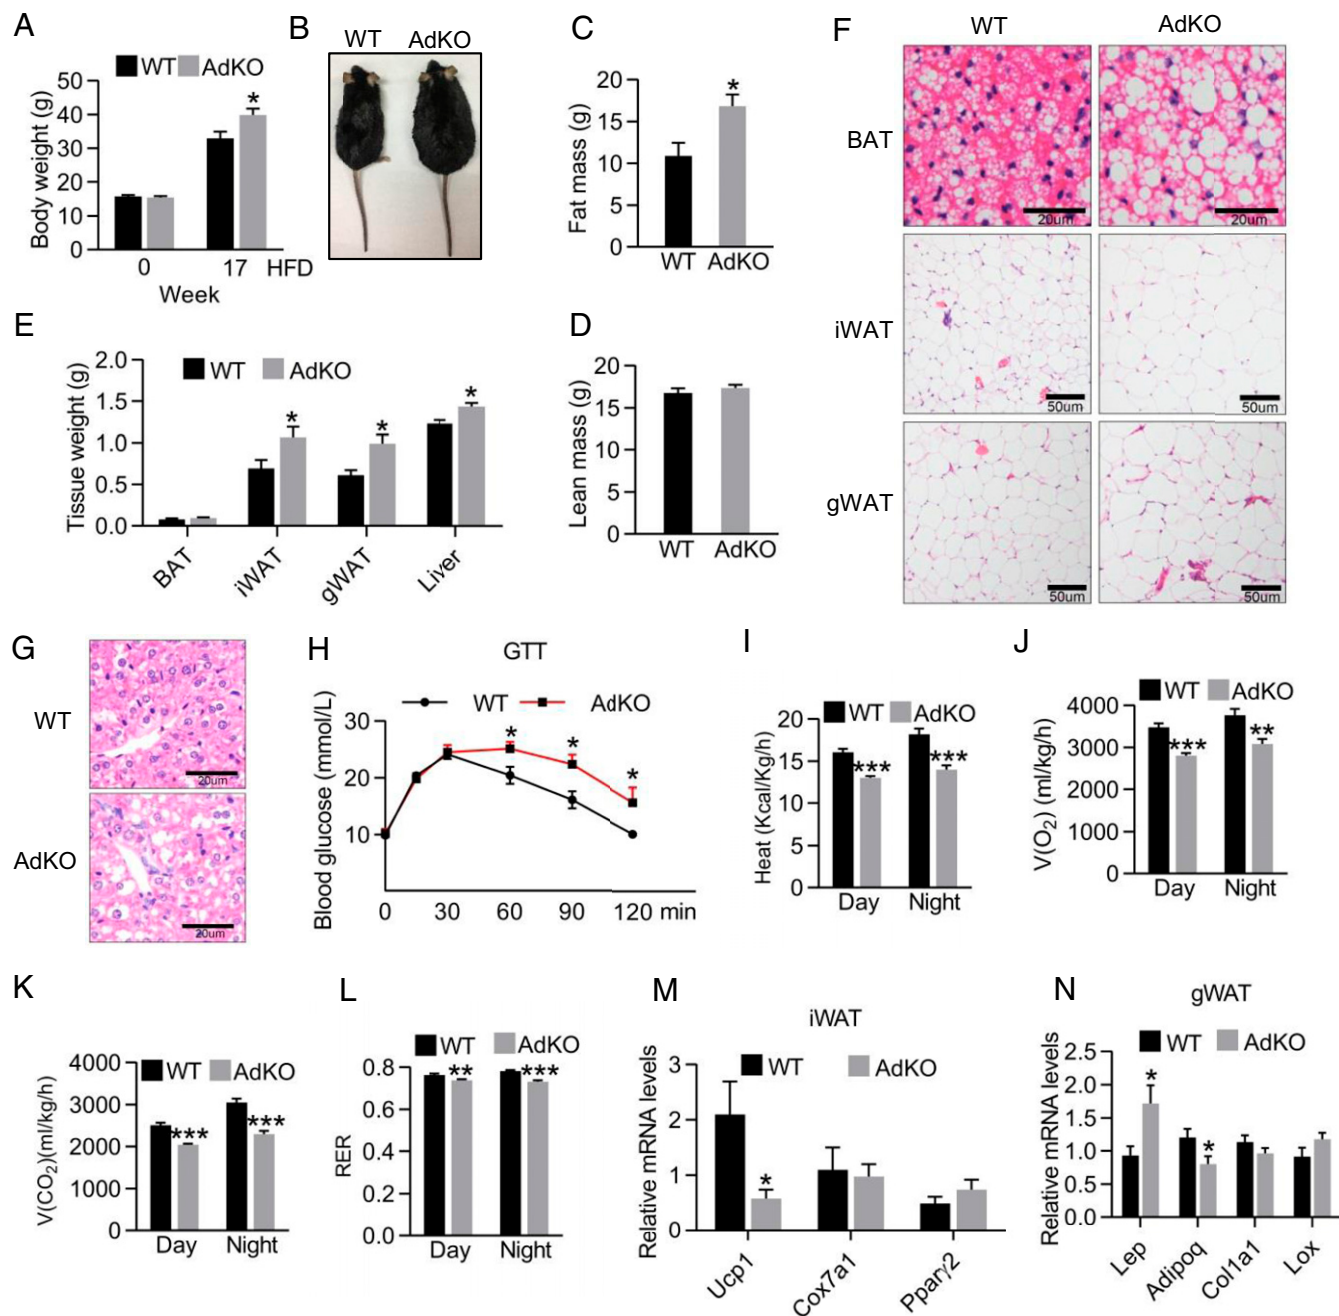 A
WT AdKO
Body weight (g)
50
40
30
20
10
0
*
0 17 HFD
Week
B
WT AdKO
C
Fat mass (g)
20
15
10
5
0
*
WT AdKO
F
WT AdKO
BAT
20um 20um
iWAT
50um 50um
gWAT
50um 50um
E
WT AdKO
Tissue weight (g)
2.0
1.5
1.0
0.5
0.0
* * *
BAT iWAT gWAT Liver
D
Lean mass (g)
20
15
10
5
0
WT AdKO
G
WT
20um
AdKO
20um
H
GTT
WT AdKO
Blood glucose (mmol/L)
30
20
10
* * *
0 30 60 90 120 min
I
WT AdKO
Heat (Kcal/Kg/h)
20
15
10
5
0
*** ***
Day Night
J
WT AdKO
V(O₂) (ml/kg/h)
4000
3000
2000
1000
0
*** **
Day Night
K
WT AdKO
V(CO₂)(ml/kg/h)
4000
3000
2000
1000
0
*** ***
Day Night
L
WT AdKO
RER
0.8
0.6
0.4
0.2
0.0
** ***
Day Night
M
iWAT
WT AdKO
Relative mRNA levels
3
2
1
0
*
Ucp1 Cox7a1 Pparγ2
N
gWAT
WT AdKO
Relative mRNA levels
2.5
2.0
1.5
1.0
0.5
0.0
* *
Lep Adipoq Col1a1 Lox